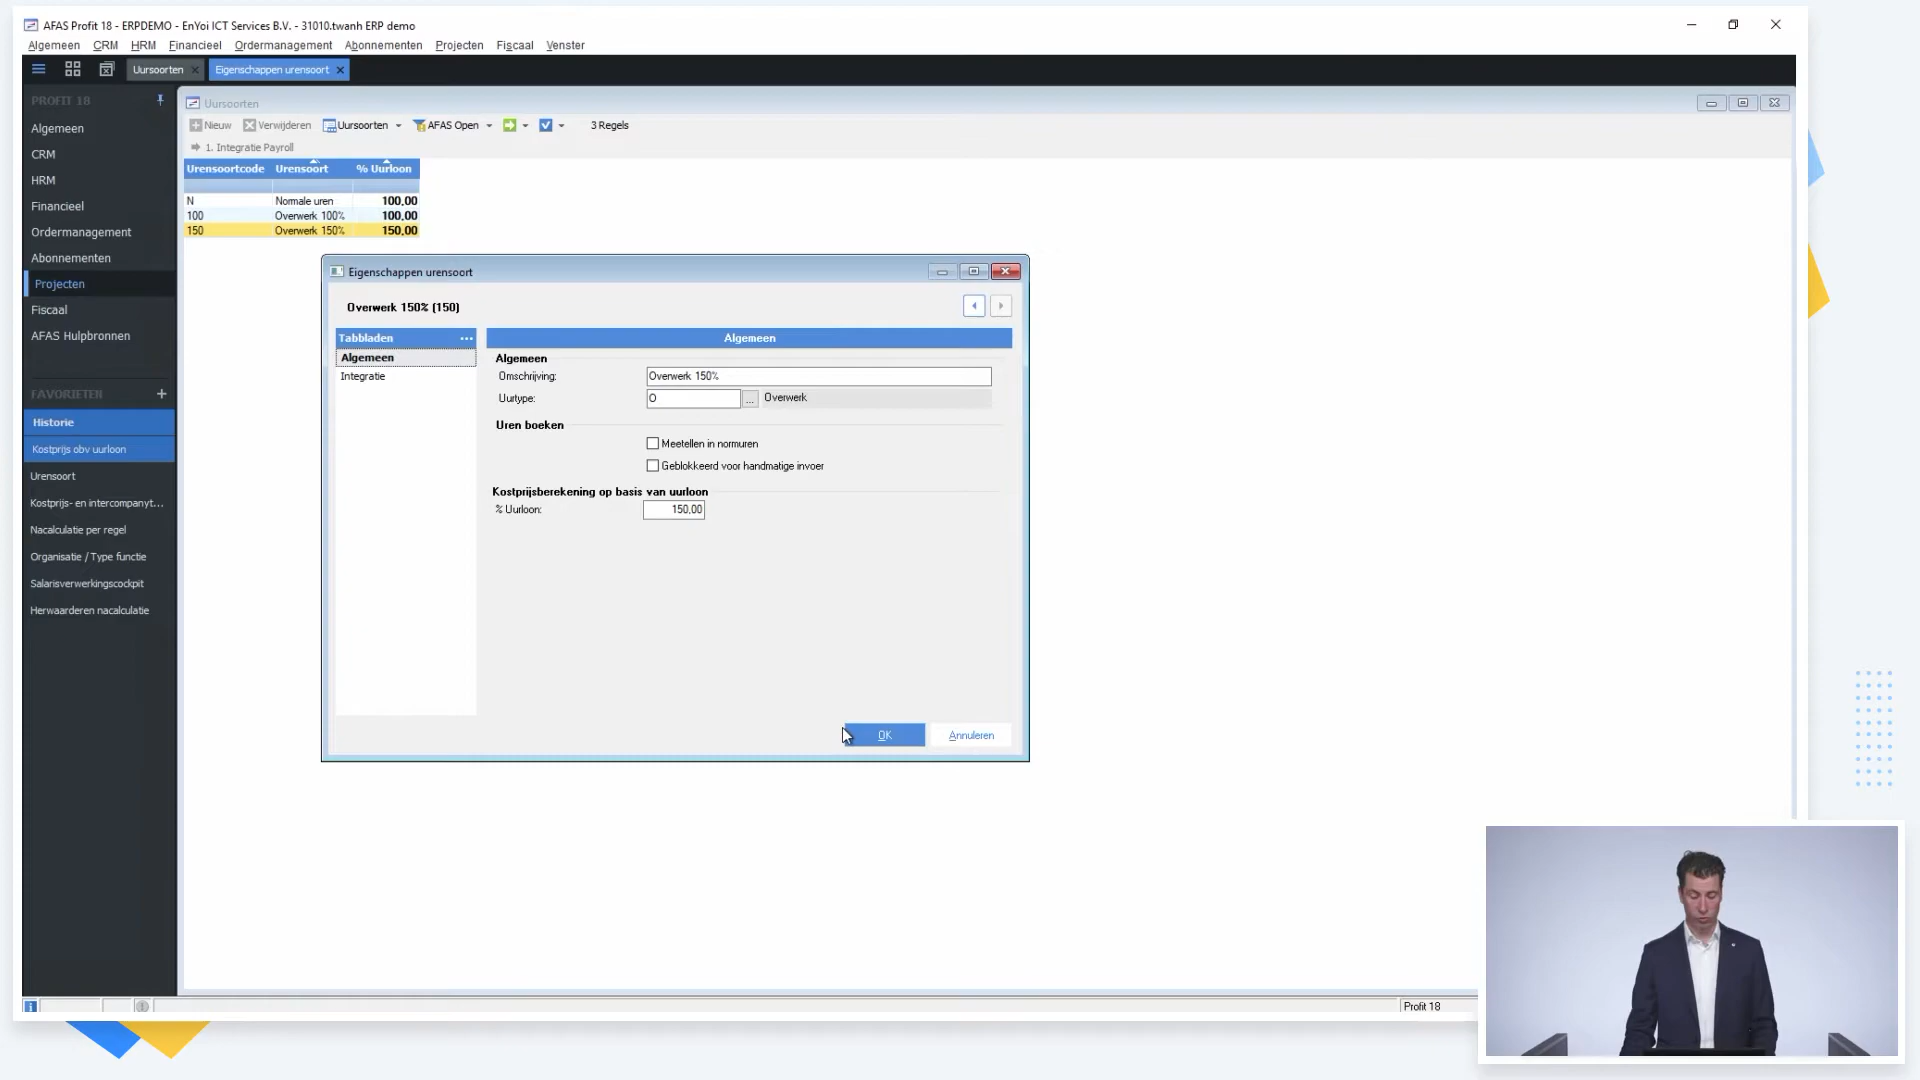 AFAS Profit 18 - ERPDEMO - EnYoi ICT Services B.V. - 31010.twanh ERP demo
Algemeen CRM HRM Financieel Ordermanagement Abonnementen Projecten Fiscaal Venster
Uursoorten Eigenschappen urensoort
PROFIT 18
Algemeen
CRM
HRM
Financieel
Ordermanagement
Abonnementen
Projecten
Fiscaal
AFAS Hulpbronnen
FAVORIETEN
Historie
Kostprijs obv uurloon
Urensoort
Kostprijs- en intercompanyt...
Nacalculatie per regel
Organisatie / Type functie
Salarisverwerkingscockpit
Herwaarderen nacalculatie
Uursoorten
Nieuw Verwijderen Uursoorten AFAS Open 3 Regels
1. Integratie Payroll
Urensoortcode Urensoort % Uurloon
N Normale uren 100,00
100 Overwerk 100% 100,00
150 Overwerk 150% 150,00
Eigenschappen urensoort
Overwerk 150% (150)
Tabbladen ...
Algemeen
Integratie
Algemeen
Algemeen
Omschrijving: Overwerk 150%
Uurtype: O ... Overwerk
Uren boeken
Meetellen in normuren
Geblokkeerd voor handmatige invoer
Kostprijsberekening op basis van uurloon
% Uurloon: 150,00
OK Annuleren
Profit 18